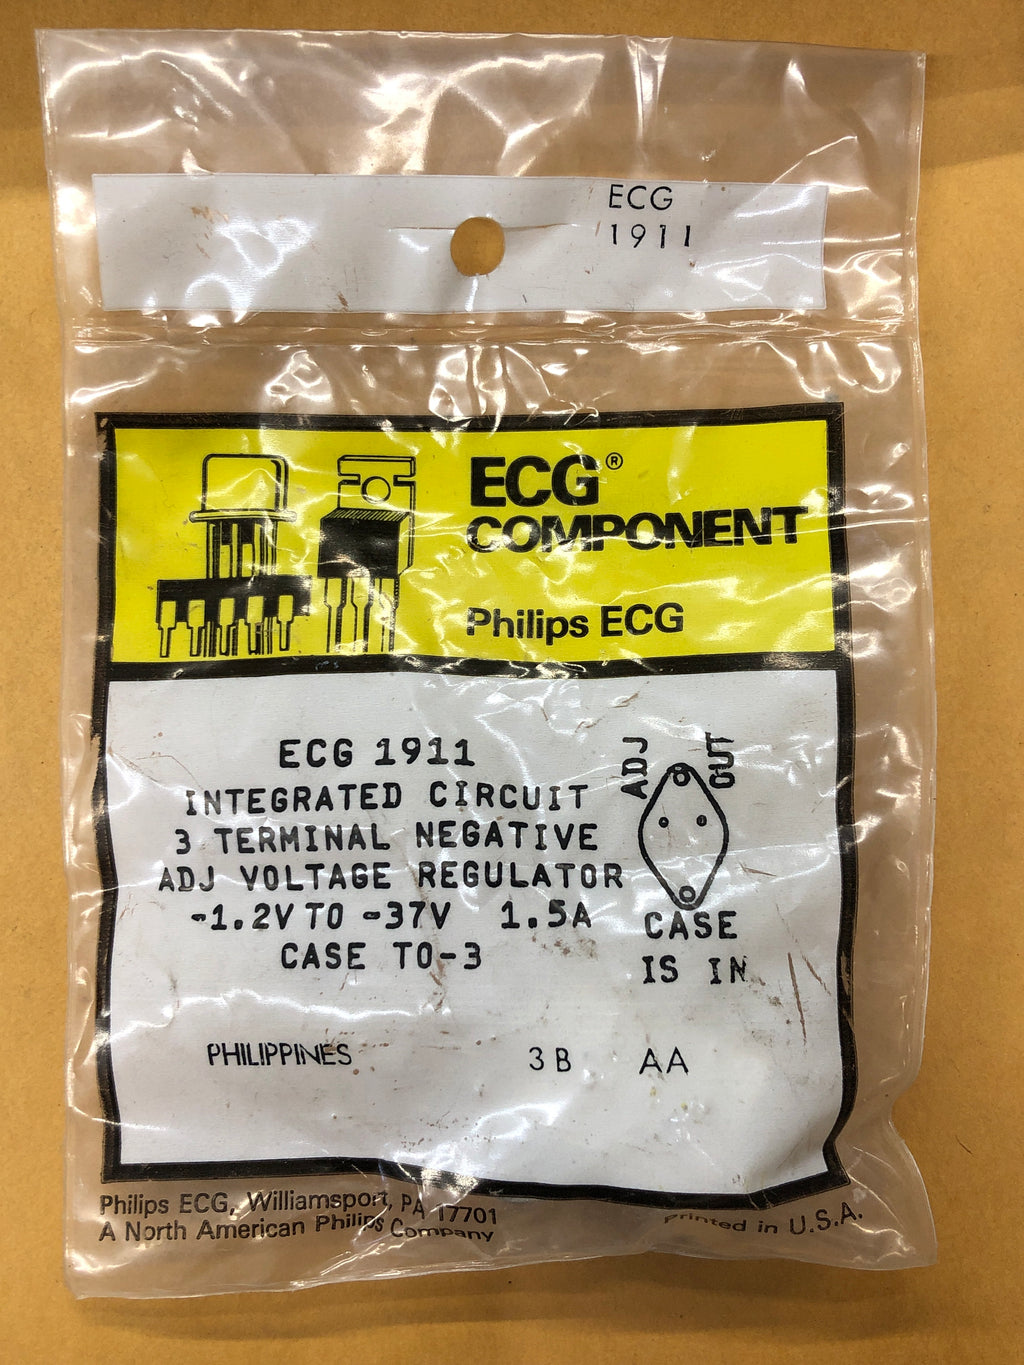 ECG
1911
ECG®
COMPONENT
Philips ECG
ECG 1911
INTEGRATED CIRCUIT
3 TERMINAL NEGATIVE
ADJ VOLTAGE REGULATOR
-1.2V TO -37V 1.5A
CASE TO-3
ADJ OUT
CASE
IS IN
PHILIPPINES 3B AA
Philips ECG, Williamsport, PA 17701
A North American Philips Company
Printed in U.S.A.